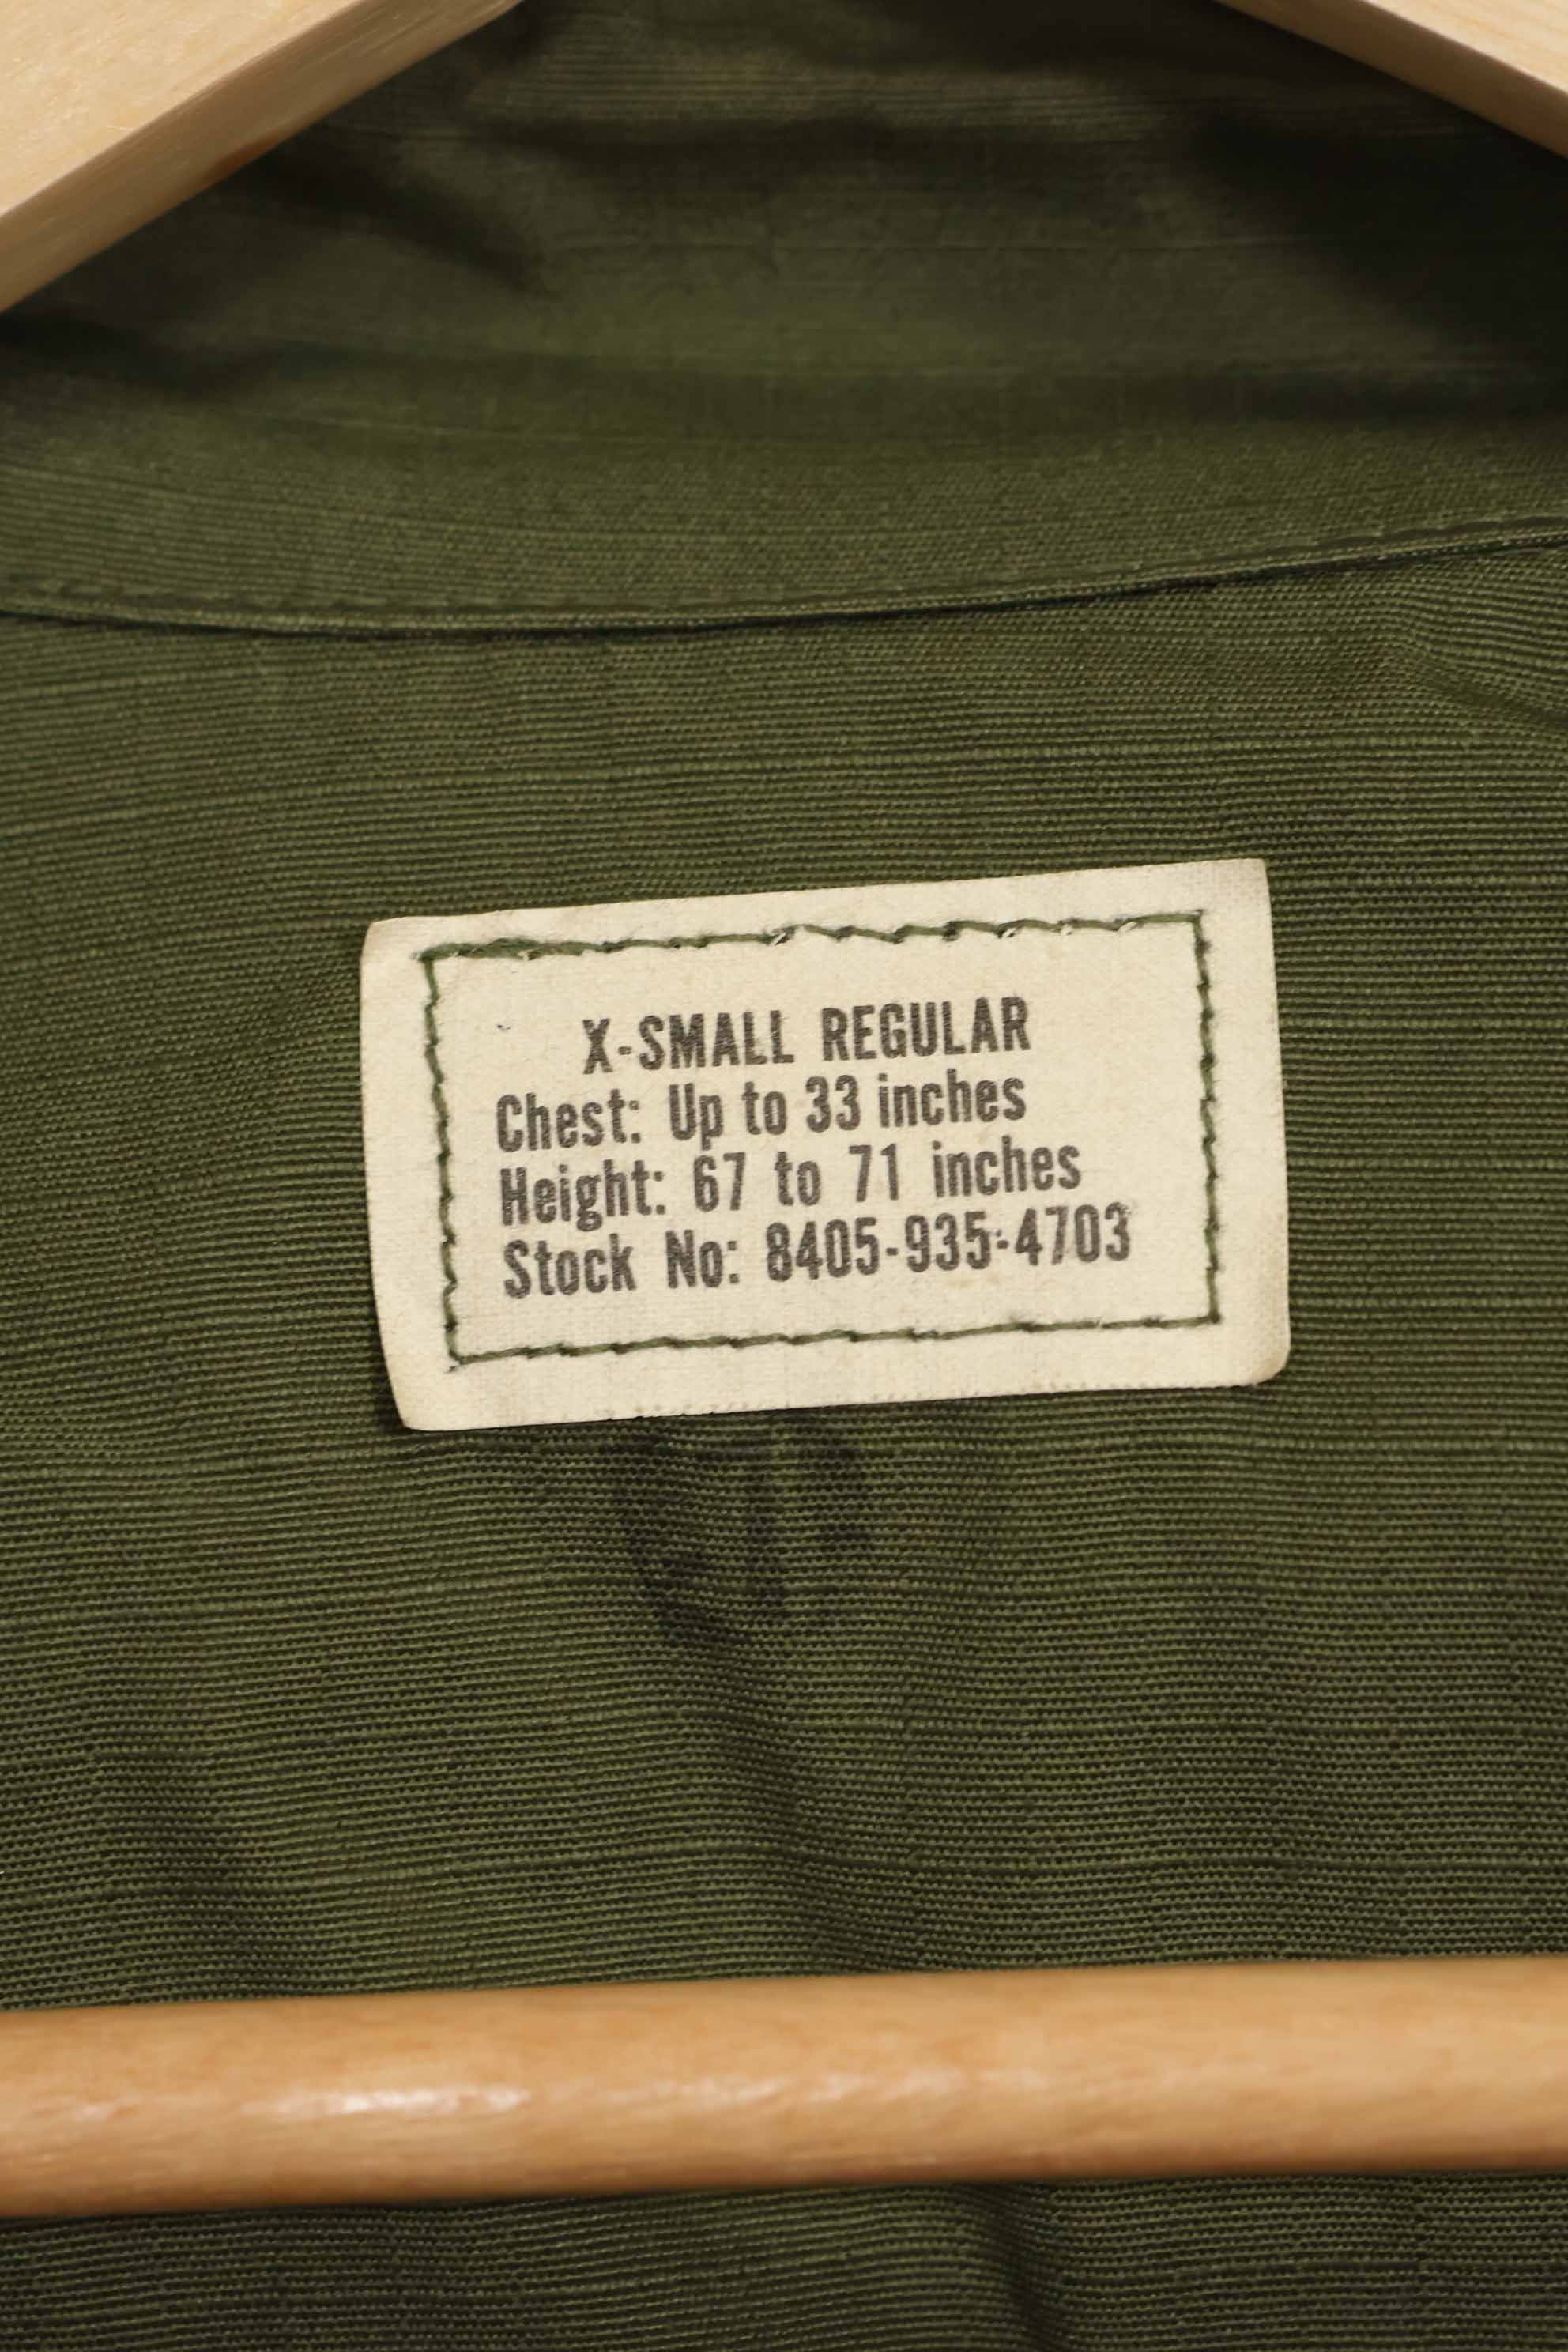 X-SMALL REGULAR
Chest: Up to 33 inches
Height: 67 to 71 inches
Stock No: 8405-935-4703